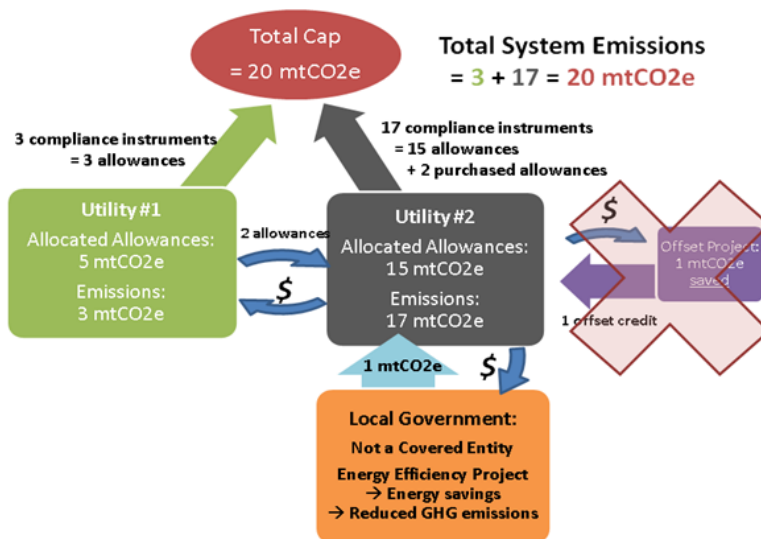 Total Cap
= 20 mtCO2e
Total System Emissions
= 3 + 17 = 20 mtCO2e
3 compliance instruments
= 3 allowances
17 compliance instruments
= 15 allowances
+ 2 purchased allowances
Utility #1
Allocated Allowances:
5 mtCO2e
Emissions:
3 mtCO2e
2 allowances
$
Utility #2
Allocated Allowances:
15 mtCO2e
Emissions:
17 mtCO2e
$
Offset Project:
1 mtCO2e
saved
1 offset credit
1 mtCO2e
$
Local Government:
Not a Covered Entity
Energy Efficiency Project
→ Energy savings
→ Reduced GHG emissions